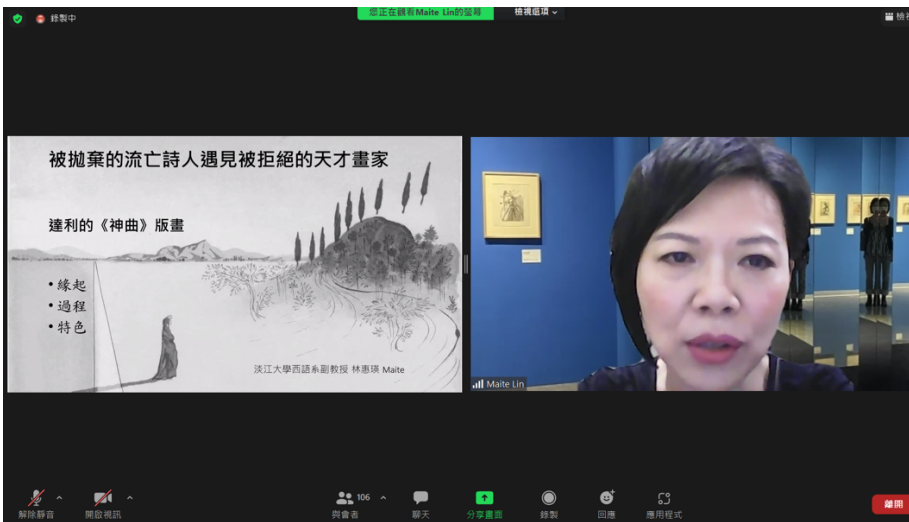 錄製中
您正在觀看Maite Lin的螢幕
檢視選項
檢視
被拋棄的流亡詩人遇見被拒絕的天才畫家
達利的《神曲》版畫
• 緣起
• 過程
• 特色
淡江大學西語系副教授 林惠瑛 Maite
Maite Lin
解除靜音
開啟視訊
106
與會者
聊天
分享畫面
錄製
回應
應用程式
離開